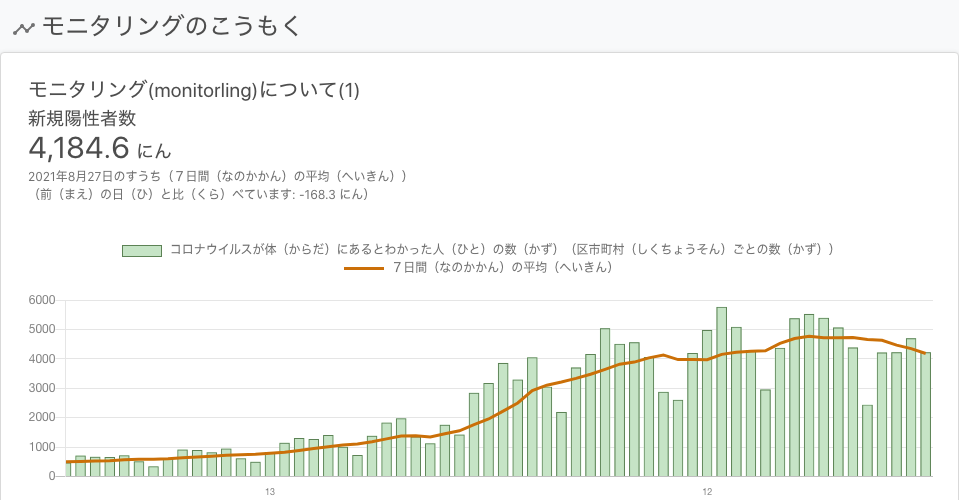 モニタリングのこうもく
モニタリング(monitorling)について(1)
新規陽性者数
4,184.6 にん
2021年8月27日のすうち（７日間（なのかかん）の平均（へいきん））
（前（まえ）の日（ひ）と比（くら）べています: -168.3 にん）
コロナウイルスが体（からだ）にあるとわかった人（ひと）の数（かず）（区市町村（しくちょうそん）ごとの数（かず））
７日間（なのかかん）の平均（へいきん）
6000
5000
4000
3000
2000
1000
0
13 12